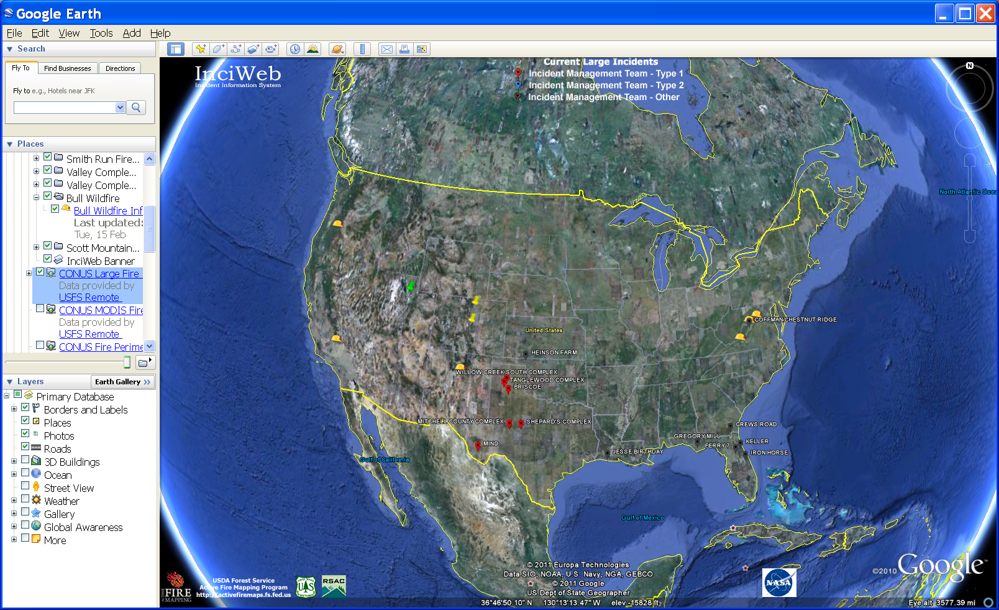 Google Earth
File Edit View Tools Add Help
Search
Fly To Find Businesses Directions
Fly to e.g., Hotels near JFK
Places
Smith Run Fire...
Valley Comple...
Valley Comple...
Bull Wildfire
Bull Wildfire Inf
Last updated:
Tue, 15 Feb
Scott Mountain...
InciWeb Banner
CONUS Large Fire
Data provided by
USFS Remote
CONUS MODIS Fire
Data provided by
USFS Remote
CONUS Fire Perime
Layers
Earth Gallery »
Primary Database
Borders and Labels
Places
Photos
Roads
3D Buildings
Ocean
Street View
Weather
Gallery
Global Awareness
More
InciWeb
Incident Information System
Current Large Incidents
Incident Management Team - Type 1
Incident Management Team - Type 2
Incident Management Team - Other
N
North Atlantic Ocea
COFFMAN/CHESTNUT RIDGE
United States
HEINSON FARM
WILLOW CREEK SOUTH COMPLEX
TANGLEWOOD COMPLEX
BRISCOE
MITCHELL COUNTY COMPLEX
SHEPARD'S COMPLEX
CREWS ROAD
GREGORY MILL
KELLER
FERRY 7
MIND
JESSE BIRTHDAY
IRON HORSE
Gulf of California
Gulf of Mexico
ACTIVE
FIRE
MAPPING
USDA Forest Service
Active Fire Mapping Program
http://activefiremaps.fs.fed.us
UAS
RSAC
© 2011 Europa Technologies
Data SIO, NOAA, U.S. Navy, NGA, GEBCO
© 2011 Google
US Dept of State Geographer
NASA
©2010 Google™
36°46'50.10" N 130°13'13.47" W elev -15828 ft
Eye alt 3577.39 mi